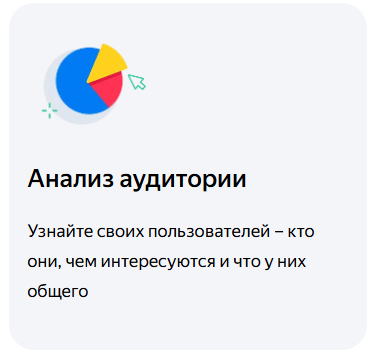 Анализ аудитории
Узнайте своих пользователей – кто
они, чем интересуются и что у них
общего